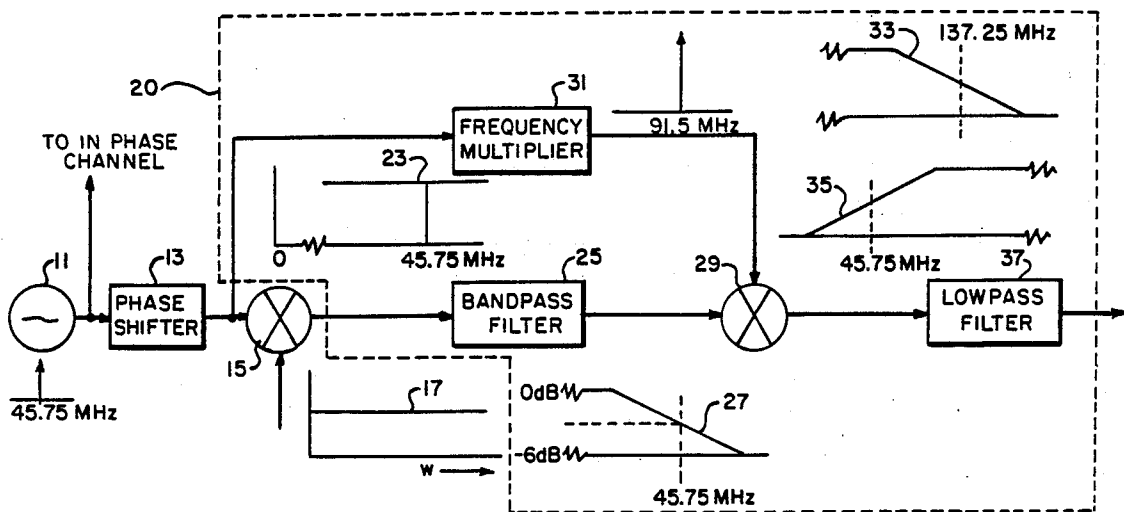 33
137.25 MHz
20
31
TO IN PHASE
CHANNEL
FREQUENCY
MULTIPLIER
91.5 MHz
23
35
0
45.75 MHz
45.75 MHz
11
13
25
29
37
PHASE
SHIFTER
BANDPASS
FILTER
LOWPASS
FILTER
15
45.75 MHz
17
0dB
27
-6dB
W
45.75 MHz